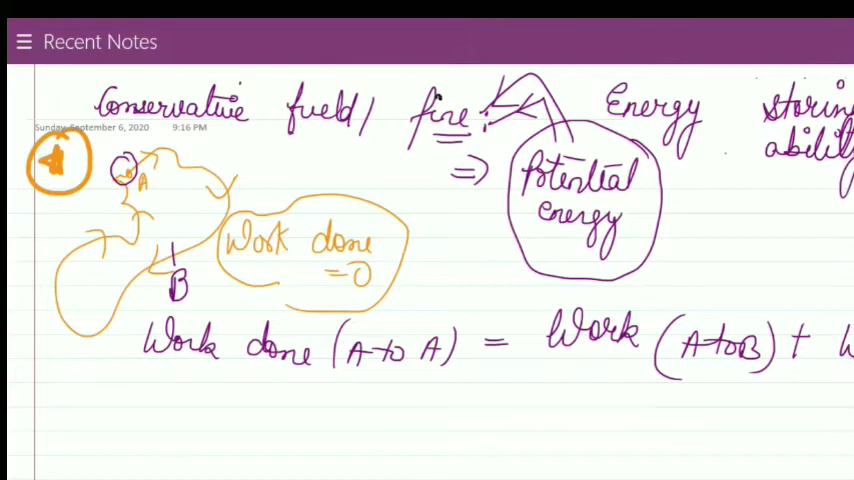 Recent Notes
Conservative field/ force : Energy storing
ability
Sunday, September 6, 2020 9:16 PM
⇒ Potential
energy
A
Work done
= 0
B
Work done (A to A) = Work (A to B) + W